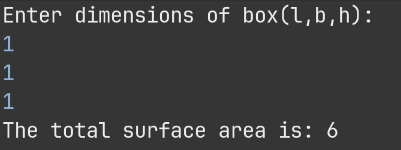 Enter dimensions of box(l,b,h):
1
1
1
The total surface area is: 6